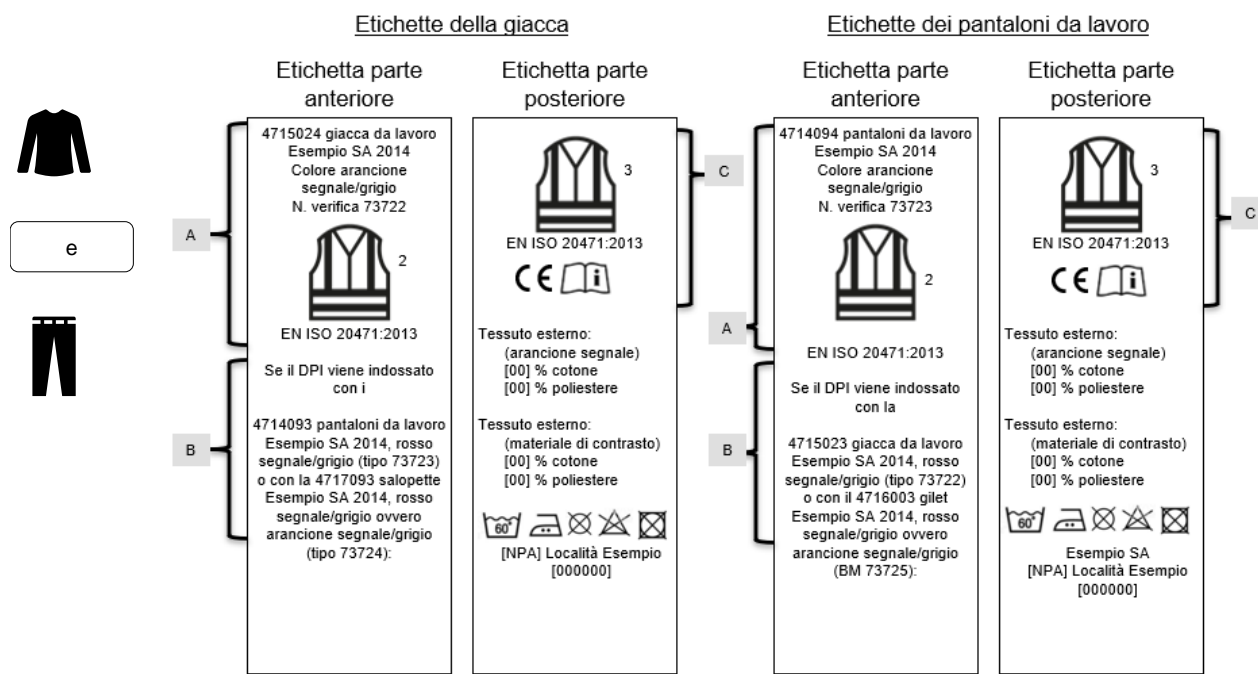 Etichette della giacca
Etichetta parte
anteriore
Etichetta parte
posteriore
e
A
4715024 giacca da lavoro
Esempio SA 2014
Colore arancione
segnale/grigio
N. verifica 73722
2
EN ISO 20471:2013
B
Se il DPI viene indossato
con i
4714093 pantaloni da lavoro
Esempio SA 2014, rosso
segnale/grigio (tipo 73723)
o con la 4717093 salopette
Esempio SA 2014, rosso
segnale/grigio ovvero
arancione segnale/grigio
(tipo 73724):
C
3
EN ISO 20471:2013
CE i
Tessuto esterno:
(arancione segnale)
[00] % cotone
[00] % poliestere
Tessuto esterno:
(materiale di contrasto)
[00] % cotone
[00] % poliestere
60°
[NPA] Località Esempio
[000000]
Etichette dei pantaloni da lavoro
Etichetta parte
anteriore
Etichetta parte
posteriore
A
4714094 pantaloni da lavoro
Esempio SA 2014
Colore arancione
segnale/grigio
N. verifica 73723
2
EN ISO 20471:2013
B
Se il DPI viene indossato
con la
4715023 giacca da lavoro
Esempio SA 2014, rosso
segnale/grigio (tipo 73722)
o con il 4716003 gilet
Esempio SA 2014, rosso
segnale/grigio ovvero
arancione segnale/grigio
(BM 73725):
C
3
EN ISO 20471:2013
CE i
Tessuto esterno:
(arancione segnale)
[00] % cotone
[00] % poliestere
Tessuto esterno:
(materiale di contrasto)
[00] % cotone
[00] % poliestere
60°
Esempio SA
[NPA] Località Esempio
[000000]